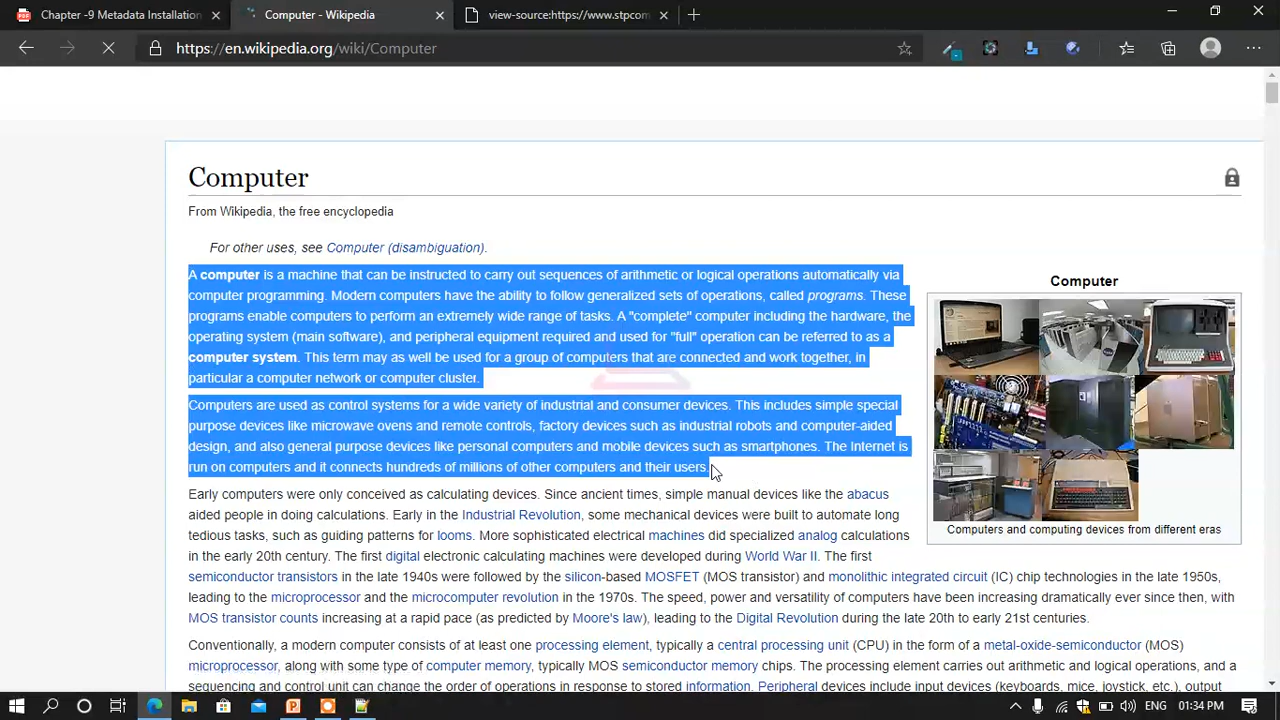 Chapter -9 Metadata Installation
Computer - Wikipedia
view-source:https://www.stpcom
https://en.wikipedia.org/wiki/Computer
Computer
From Wikipedia, the free encyclopedia
For other uses, see Computer (disambiguation).
A computer is a machine that can be instructed to carry out sequences of arithmetic or logical operations automatically via
computer programming. Modern computers have the ability to follow generalized sets of operations, called programs. These
programs enable computers to perform an extremely wide range of tasks. A "complete" computer including the hardware, the
operating system (main software), and peripheral equipment required and used for "full" operation can be referred to as a
computer system. This term may as well be used for a group of computers that are connected and work together, in
particular a computer network or computer cluster.
Computers are used as control systems for a wide variety of industrial and consumer devices. This includes simple special
purpose devices like microwave ovens and remote controls, factory devices such as industrial robots and computer-aided
design, and also general purpose devices like personal computers and mobile devices such as smartphones. The Internet is
run on computers and it connects hundreds of millions of other computers and their users.
Computer
Computers and computing devices from different eras
Early computers were only conceived as calculating devices. Since ancient times, simple manual devices like the abacus
aided people in doing calculations. Early in the Industrial Revolution, some mechanical devices were built to automate long
tedious tasks, such as guiding patterns for looms. More sophisticated electrical machines did specialized analog calculations
in the early 20th century. The first digital electronic calculating machines were developed during World War II. The first
semiconductor transistors in the late 1940s were followed by the silicon-based MOSFET (MOS transistor) and monolithic integrated circuit (IC) chip technologies in the late 1950s,
leading to the microprocessor and the microcomputer revolution in the 1970s. The speed, power and versatility of computers have been increasing dramatically ever since then, with
MOS transistor counts increasing at a rapid pace (as predicted by Moore's law), leading to the Digital Revolution during the late 20th to early 21st centuries.
Conventionally, a modern computer consists of at least one processing element, typically a central processing unit (CPU) in the form of a metal-oxide-semiconductor (MOS)
microprocessor, along with some type of computer memory, typically MOS semiconductor memory chips. The processing element carries out arithmetic and logical operations, and a
sequencing and control unit can change the order of operations in response to stored information. Peripheral devices include input devices (keyboards, mice, joystick, etc.), output
ENG 01:34 PM